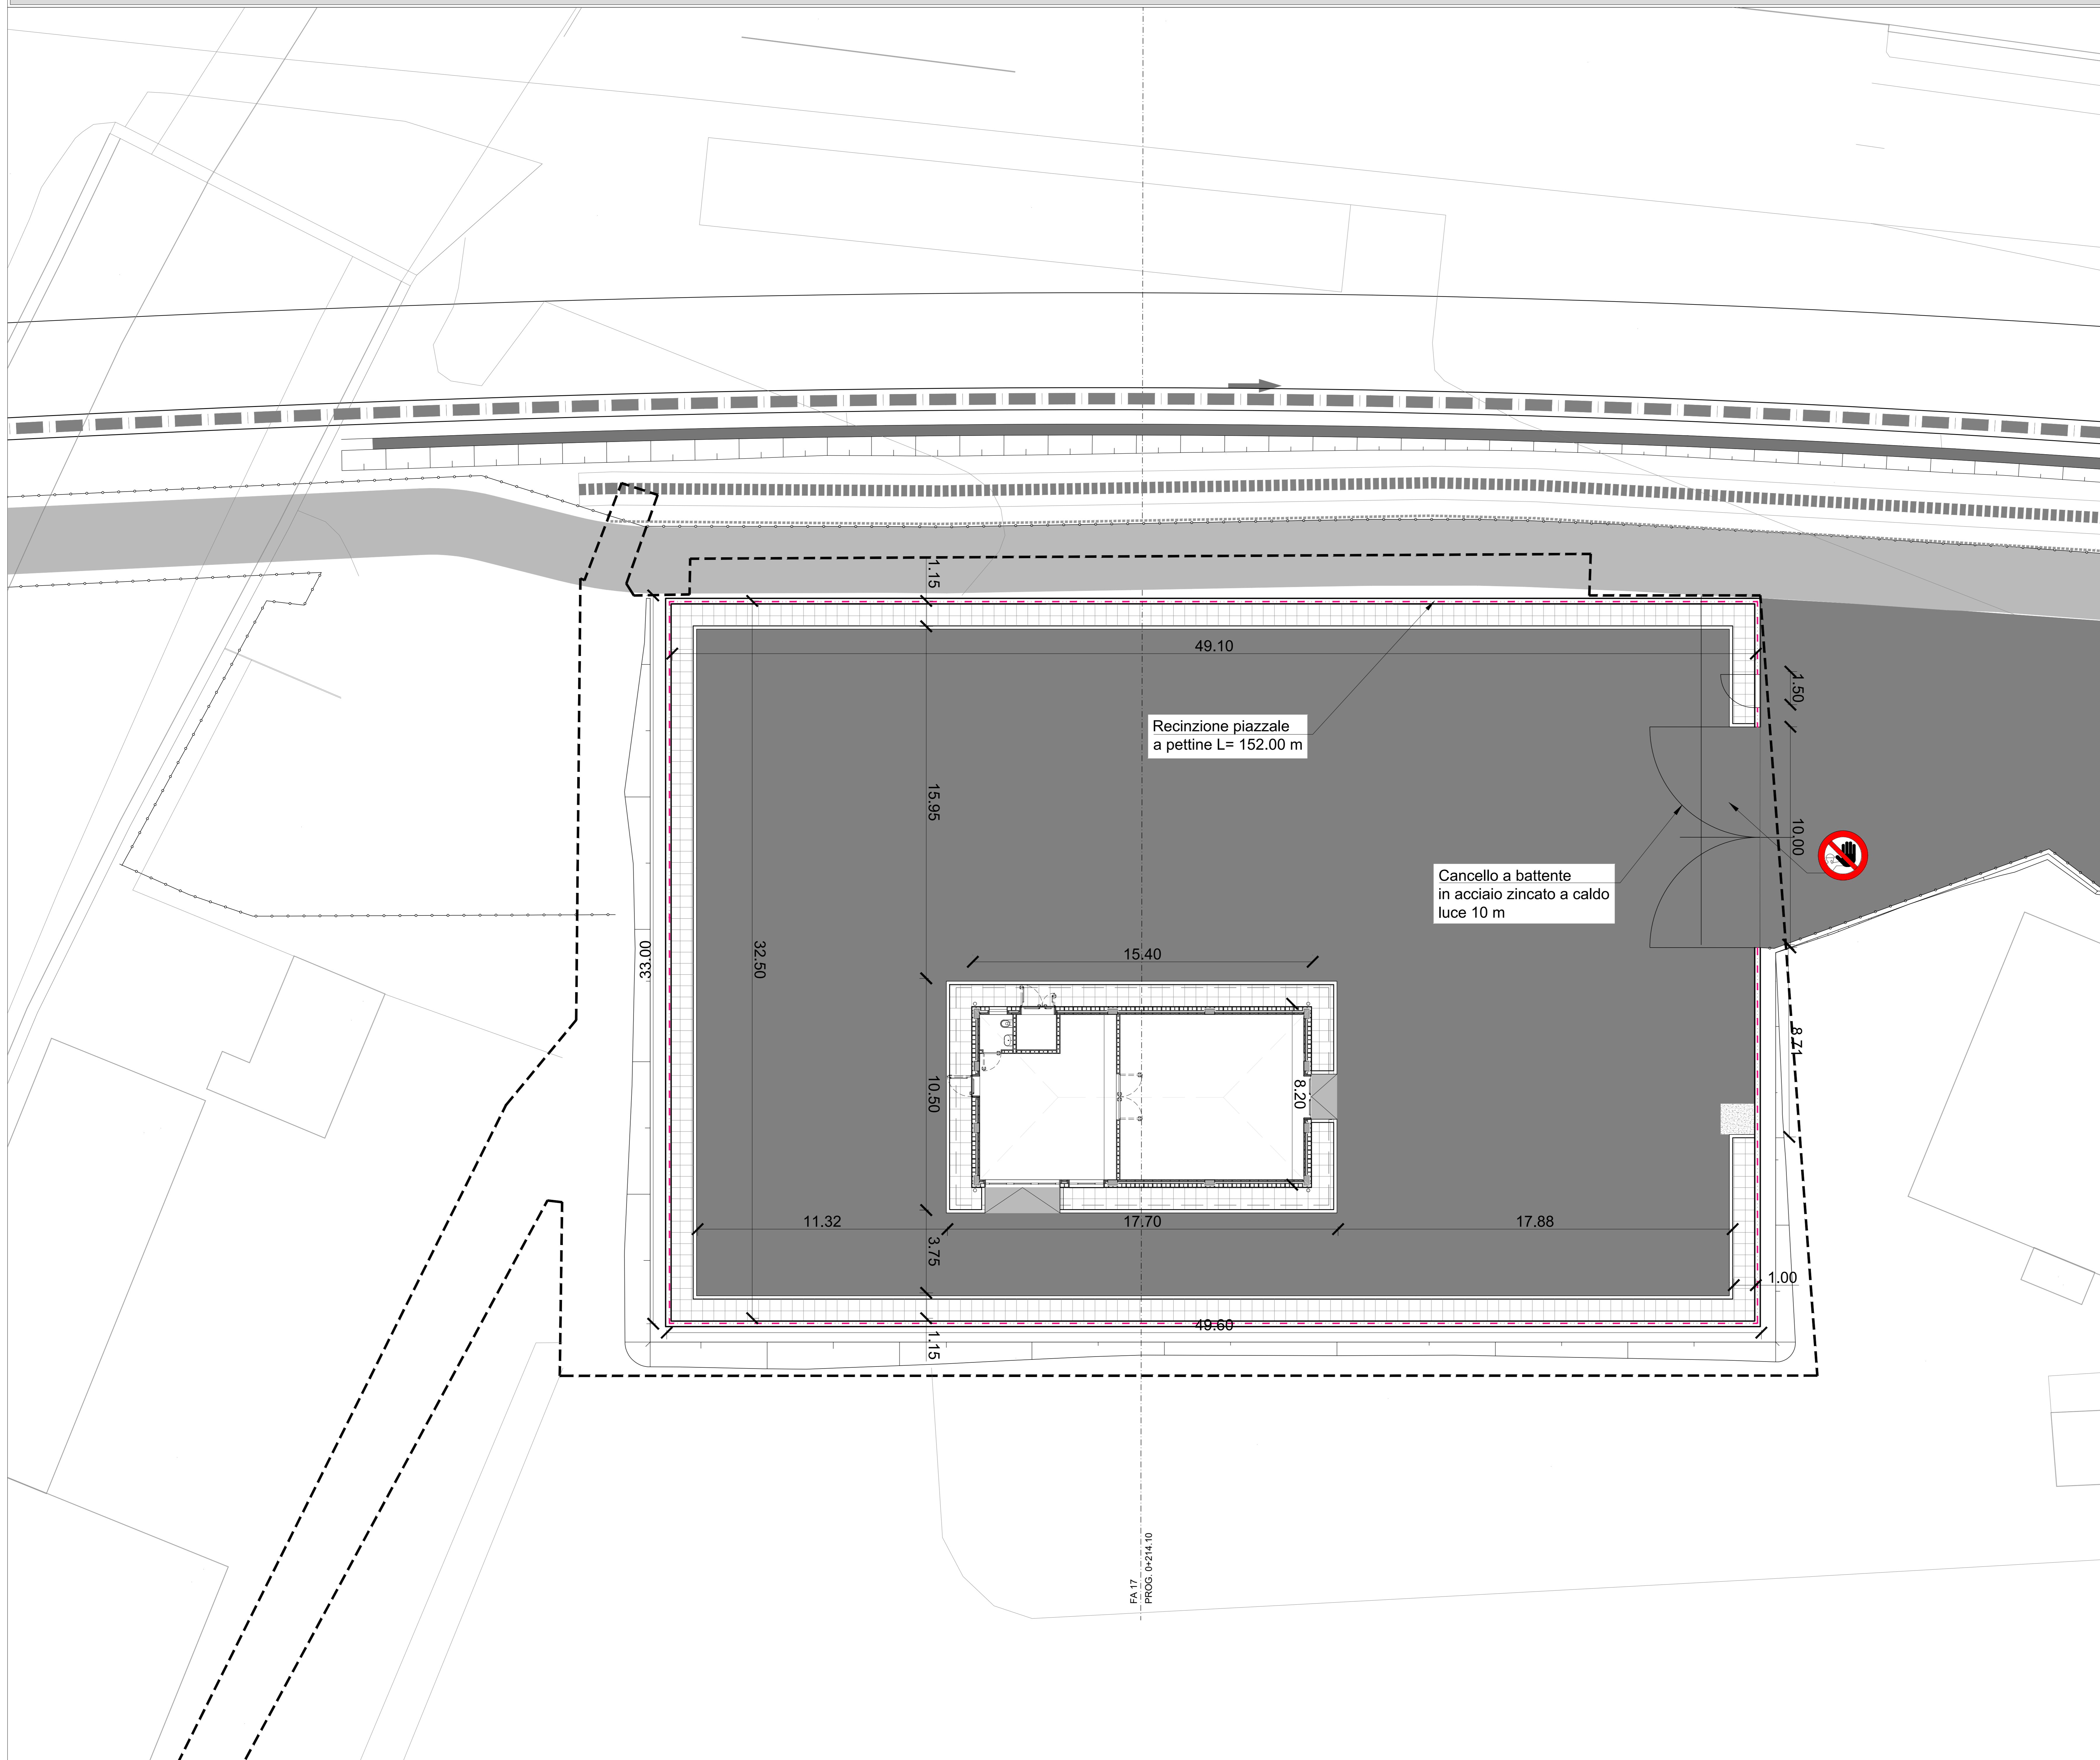 1.15
49.10
1.50
Recinzione piazzale
a pettine L= 152.00 m
15.95
10.00
Cancello a battente
in acciaio zincato a caldo
luce 10 m
33.00
32.50
15.40
8.71
10.50
8.20
11.32
17.70
17.88
3.75
1.00
49.60
1.15
FA 17
PROG. 0+214.10